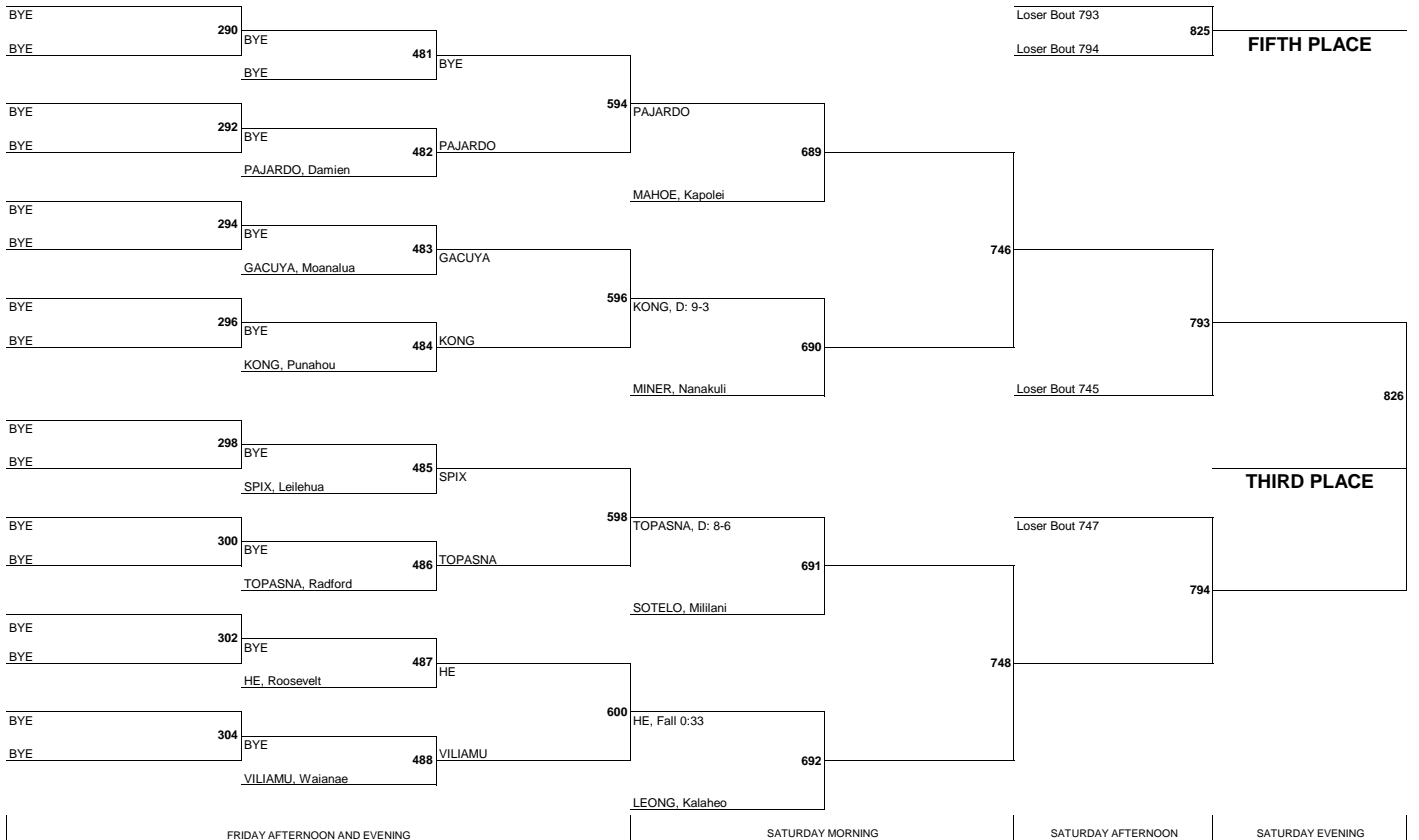 BYE
290
BYE
BYE
481
BYE
BYE
BYE
292
BYE
BYE
482
PAJARDO
PAJARDO, Damien
594
PAJARDO
689
MAHOE, Kapolei
BYE
294
BYE
BYE
483
GACUYA
GACUYA, Moanalua
BYE
296
BYE
BYE
484
KONG
KONG, Punahou
596
KONG, D: 9-3
690
MINER, Nanakuli
746
Loser Bout 745
793
BYE
298
BYE
BYE
485
SPIX
SPIX, Leilehua
BYE
300
BYE
BYE
486
TOPASNA
TOPASNA, Radford
598
TOPASNA, D: 8-6
691
SOTELO, Mililani
BYE
302
BYE
BYE
487
HE
HE, Roosevelt
BYE
304
BYE
BYE
488
VILIAMU
VILIAMU, Waianae
600
HE, Fall 0:33
692
LEONG, Kalaheo
748
Loser Bout 747
794
Loser Bout 793
825
Loser Bout 794
FIFTH PLACE
826
THIRD PLACE
FRIDAY AFTERNOON AND EVENING
SATURDAY MORNING
SATURDAY AFTERNOON
SATURDAY EVENING